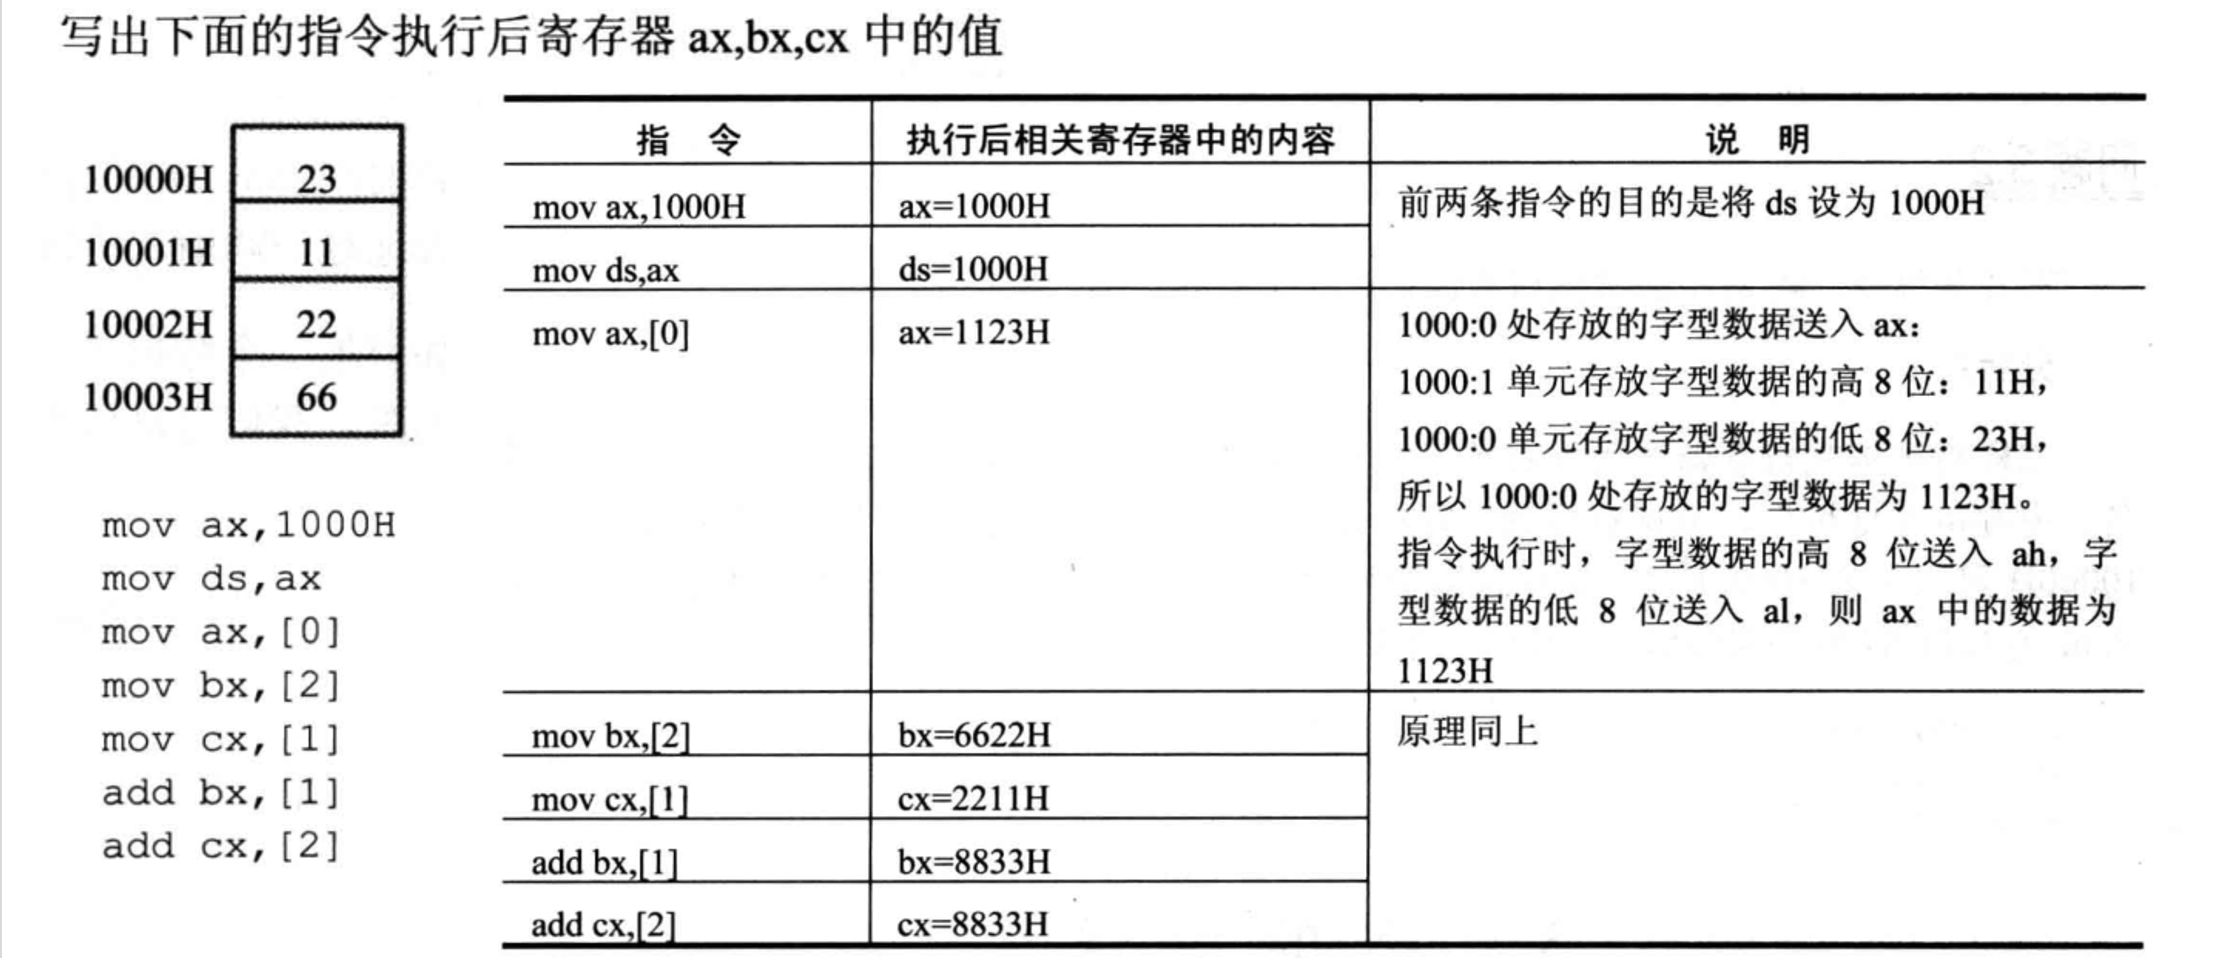 写出下面的指令执行后寄存器 ax,bx,cx 中的值
10000H 23
10001H 11
10002H 22
10003H 66
mov ax,1000H
mov ds,ax
mov ax,[0]
mov bx,[2]
mov cx,[1]
add bx,[1]
add cx,[2]
指 令 执行后相关寄存器中的内容 说 明
mov ax,1000H ax=1000H 前两条指令的目的是将 ds 设为 1000H
mov ds,ax ds=1000H
mov ax,[0] ax=1123H 1000:0 处存放的字型数据送入 ax：
1000:1 单元存放字型数据的高 8 位：11H，
1000:0 单元存放字型数据的低 8 位：23H，
所以 1000:0 处存放的字型数据为 1123H。
指令执行时，字型数据的高 8 位送入 ah，字
型数据的低 8 位送入 al，则 ax 中的数据为
1123H
mov bx,[2] bx=6622H 原理同上
mov cx,[1] cx=2211H
add bx,[1] bx=8833H
add cx,[2] cx=8833H